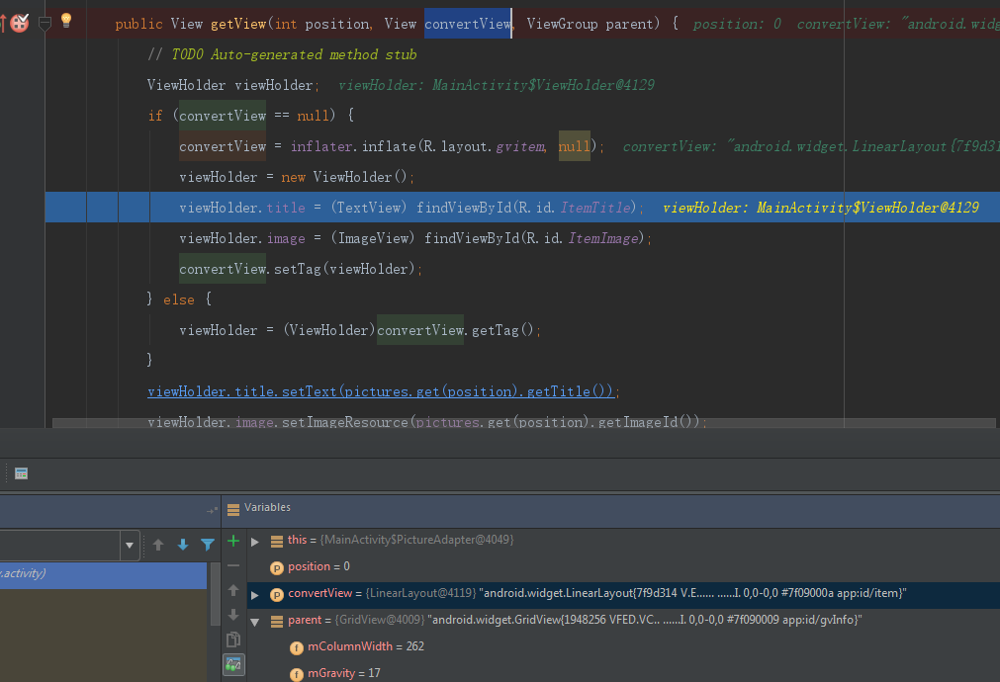 public View getView(int position, View convertView, ViewGroup parent) { position: 0 convertView: "android.widg
// TODO Auto-generated method stub
ViewHolder viewHolder; viewHolder: MainActivity$ViewHolder@4129
if (convertView == null) {
convertView = inflater.inflate(R.layout.gvitem, null); convertView: "android.widget.LinearLayout{7f9d31
viewHolder = new ViewHolder();
viewHolder.title = (TextView) findViewById(R.id.ItemTitle); viewHolder: MainActivity$ViewHolder@4129
viewHolder.image = (ImageView) findViewById(R.id.ItemImage);
convertView.setTag(viewHolder);
} else {
viewHolder = (ViewHolder)convertView.getTag();
}
viewHolder.title.setText(pictures.get(position).getTitle());
viewHolder.image.setImageResource(pictures.get(position).getImageId());
Variables
this = {MainActivity$PictureAdapter@4049}
position = 0
.activity)
convertView = {LinearLayout@4119} "android.widget.LinearLayout{7f9d314 V.E...... ......I. 0,0-0,0 #7f09000a app:id/item}"
parent = {GridView@4009} "android.widget.GridView{1948256 VFED.VC.. ......I. 0,0-0,0 #7f090009 app:id/gvInfo}"
mColumnWidth = 262
mGravity = 17